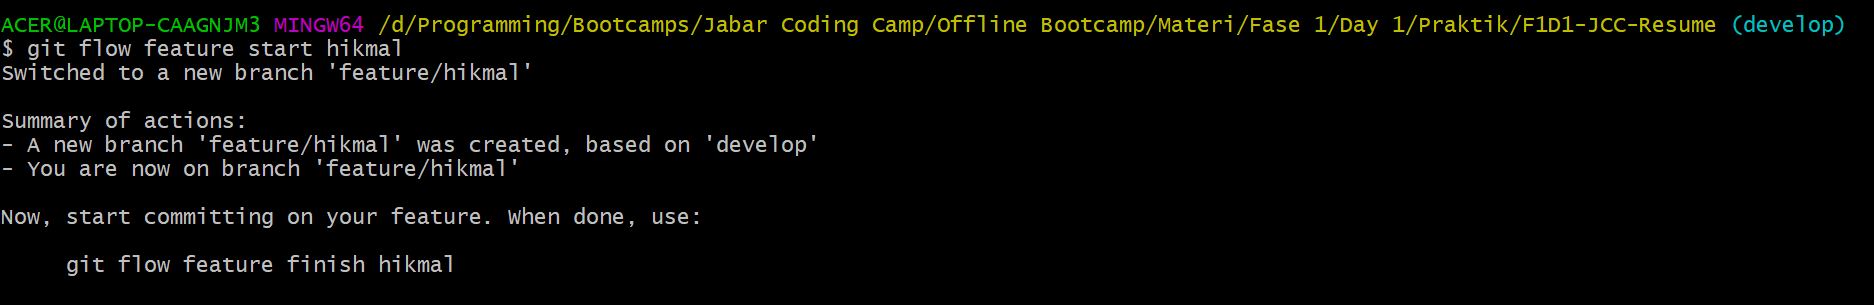 ACER@LAPTOP-CAAGNJM3 MINGW64 /d/Programming/Bootcamps/Jabar Coding Camp/Offline Bootcamp/Materi/Fase 1/Day 1/Praktik/F1D1-JCC-Resume (develop)
$ git flow feature start hikmal
Switched to a new branch 'feature/hikmal'
Summary of actions:
- A new branch 'feature/hikmal' was created, based on 'develop'
- You are now on branch 'feature/hikmal'
Now, start committing on your feature. When done, use:
git flow feature finish hikmal